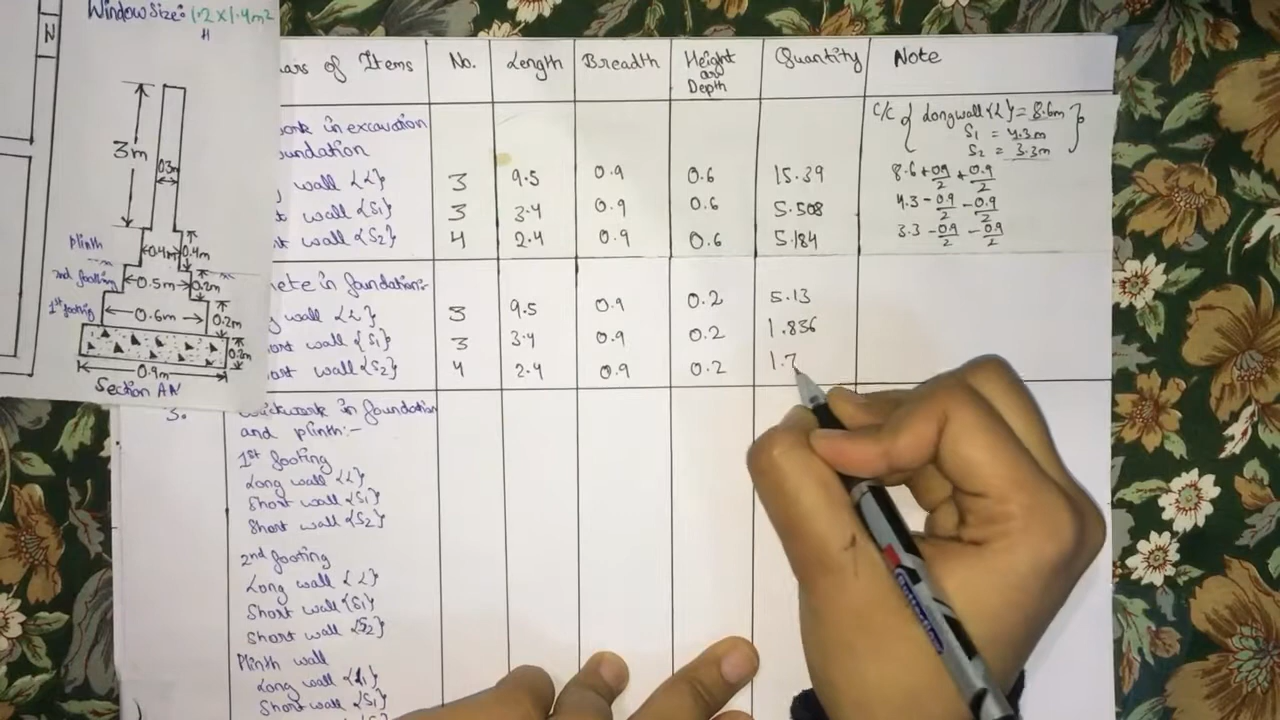 Window Size: 1.2 x 1.4 m²
N
3m
0.3m
0.4m
0.4m
Plinth
2nd footing
0.5m
0.2m
1st footing
0.6m
0.2m
0.2m
0.9m
Section AA
ars of Items No. Length Breadth Height or Depth Quantity Note
work in excavation
oundation
wall {L} 3 9.5 0.9 0.6 15.39
t wall {S1} 3 3.4 0.9 0.6 5.508
t wall {S2} 4 2.4 0.9 0.6 5.184
C/C { Long wall {L} = 8.6m
S1 = 4.3m
S2 = 3.3m }
8.6 + 0.9/2 + 0.9/2
4.3 - 0.9/2 - 0.9/2
3.3 - 0.9/2 - 0.9/2
ete in foundation:-
wall {L} 3 9.5 0.9 0.2 5.13
ort wall {S1} 3 3.4 0.9 0.2 1.836
ort wall {S2} 4 2.4 0.9 0.2 1.7
3. Brickwork in foundation
and plinth:-
1st footing
Long wall {L}
Short wall {S1}
Short wall {S2}
2nd footing
Long wall {L}
Short wall {S1}
Short wall {S2}
Plinth wall
Long wall {L}
Short wall {S1}